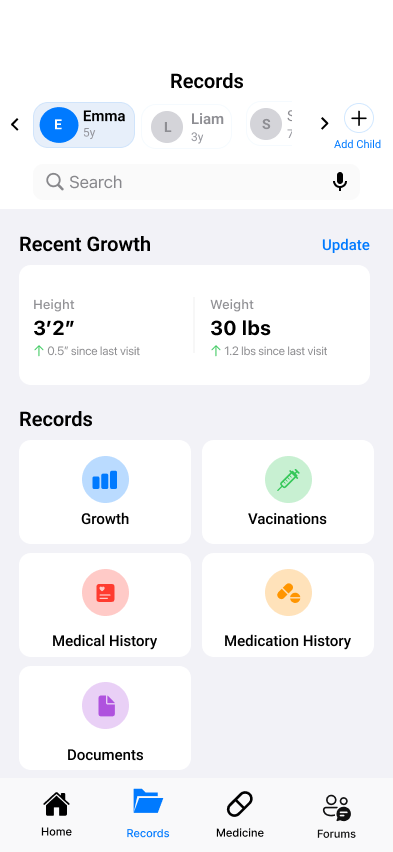 Records
E
Emma
5y
L
Liam
3y
S
7
Add Child
Search
Recent Growth
Update
Height
3'2"
0.5" since last visit
Weight
30 lbs
1.2 lbs since last visit
Records
Growth
Vacinations
Medical History
Medication History
Documents
Home
Records
Medicine
Forums